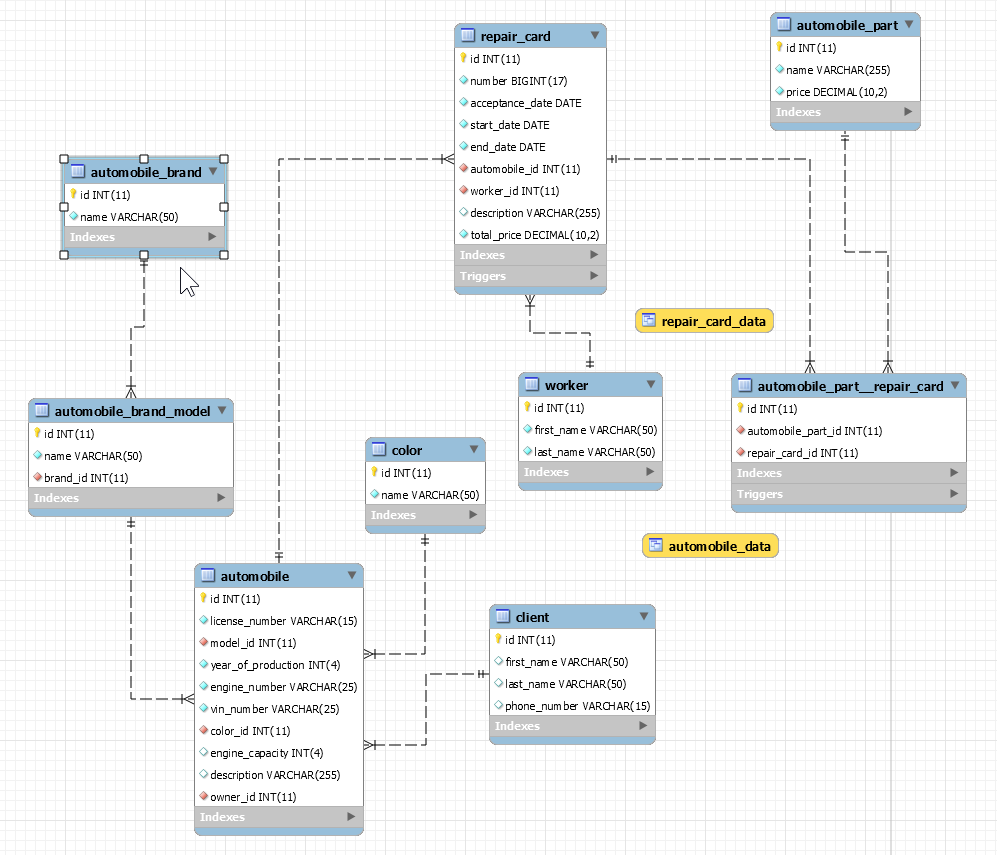 repair_card
id INT(11)
number BIGINT(17)
acceptance_date DATE
start_date DATE
end_date DATE
automobile_id INT(11)
worker_id INT(11)
description VARCHAR(255)
total_price DECIMAL(10,2)
Indexes
Triggers
automobile_part
id INT(11)
name VARCHAR(255)
price DECIMAL(10,2)
Indexes
automobile_brand
id INT(11)
name VARCHAR(50)
Indexes
repair_card_data
automobile_brand_model
id INT(11)
name VARCHAR(50)
brand_id INT(11)
Indexes
color
id INT(11)
name VARCHAR(50)
Indexes
worker
id INT(11)
first_name VARCHAR(50)
last_name VARCHAR(50)
Indexes
automobile_part__repair_card
id INT(11)
automobile_part_id INT(11)
repair_card_id INT(11)
Indexes
Triggers
automobile_data
automobile
id INT(11)
license_number VARCHAR(15)
model_id INT(11)
year_of_production INT(4)
engine_number VARCHAR(25)
vin_number VARCHAR(25)
color_id INT(11)
engine_capacity INT(4)
description VARCHAR(255)
owner_id INT(11)
Indexes
client
id INT(11)
first_name VARCHAR(50)
last_name VARCHAR(50)
phone_number VARCHAR(15)
Indexes